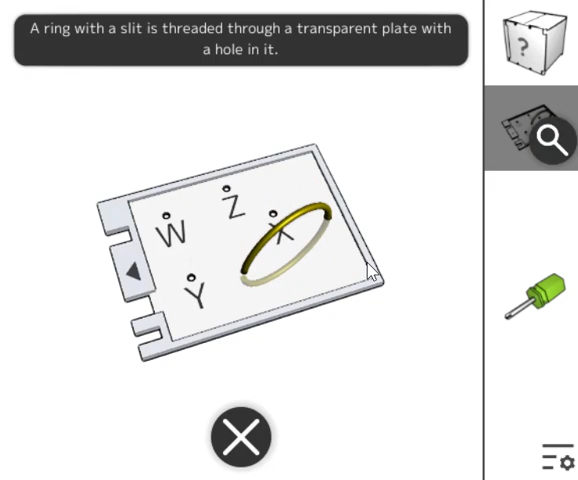 A ring with a slit is threaded through a transparent plate with
a hole in it.
?
Z
W
X
Y